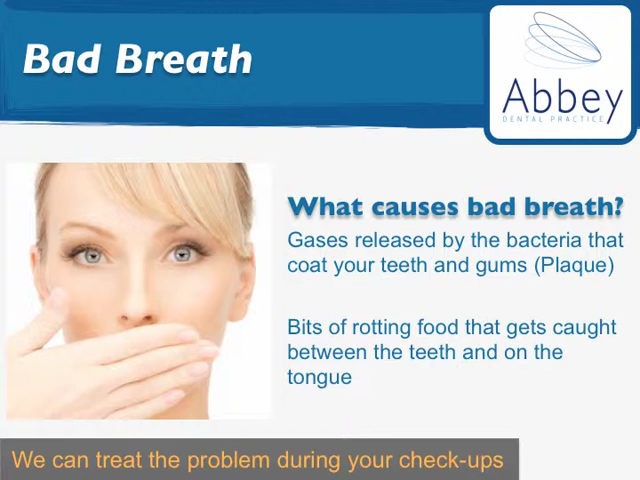 Bad Breath
Abbey
DENTAL PRACTICE
What causes bad breath?
Gases released by the bacteria that
coat your teeth and gums (Plaque)
Bits of rotting food that gets caught
between the teeth and on the
tongue
We can treat the problem during your check-ups